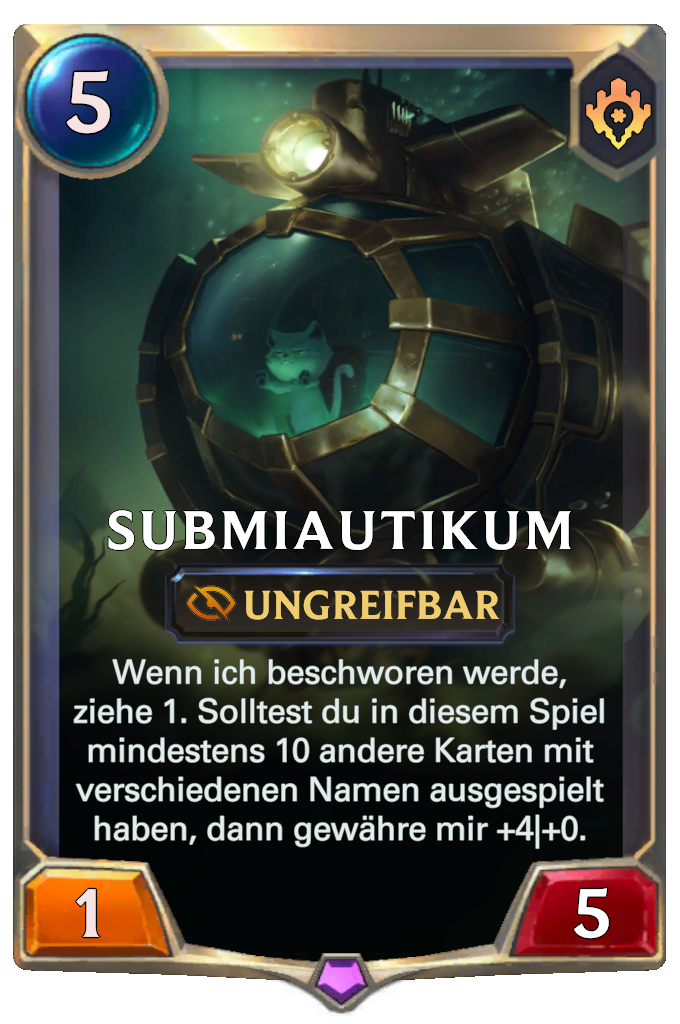 5
SUBMIAUTIKUM
UNGREIFBAR
Wenn ich beschworen werde,
ziehe 1. Solltest du in diesem Spiel
mindestens 10 andere Karten mit
verschiedenen Namen ausgespielt
haben, dann gewähre mir +4|+0.
1
5